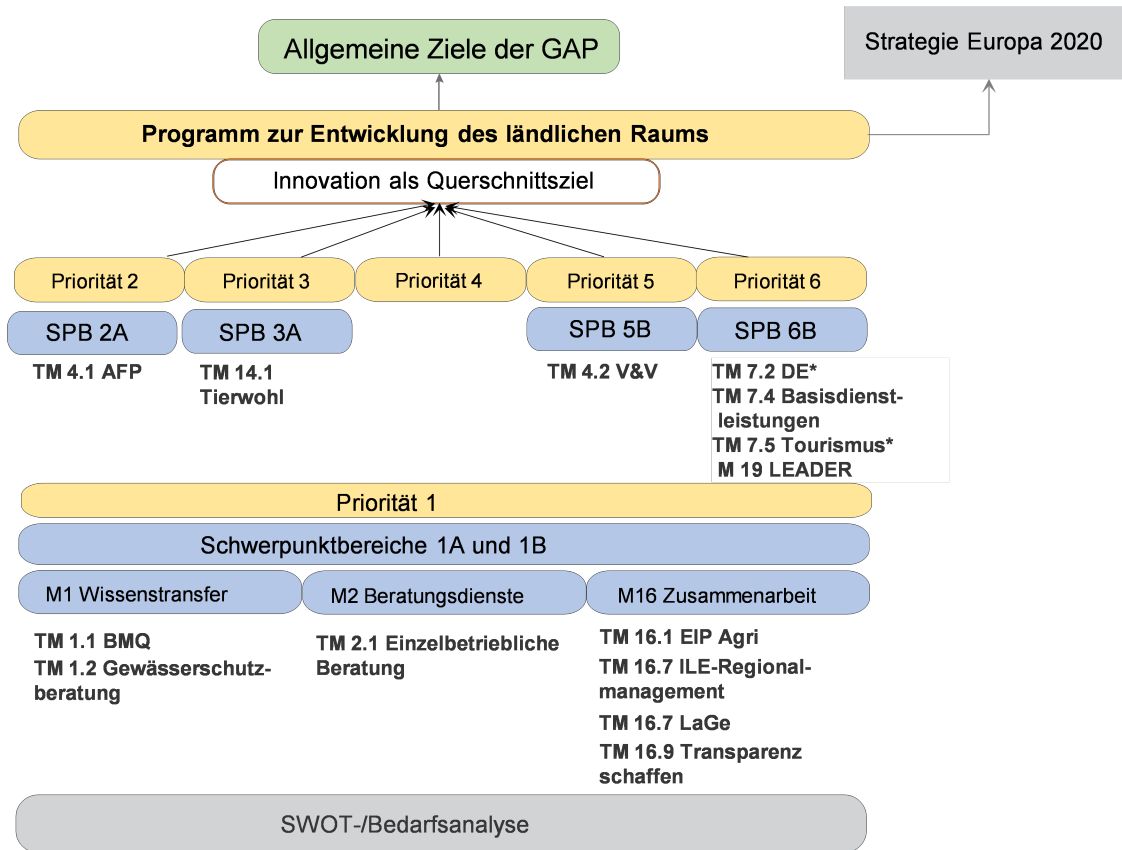 Allgemeine Ziele der GAP
Strategie Europa 2020
Programm zur Entwicklung des ländlichen Raums
Innovation als Querschnittsziel
Priorität 2
Priorität 3
Priorität 4
Priorität 5
Priorität 6
SPB 2A
SPB 3A
SPB 5B
SPB 6B
TM 4.1 AFP
TM 14.1
Tierwohl
TM 4.2 V&V
TM 7.2 DE*
TM 7.4 Basisdienst-
leistungen
TM 7.5 Tourismus*
M 19 LEADER
Priorität 1
Schwerpunktbereiche 1A und 1B
M1 Wissenstransfer
M2 Beratungsdienste
M16 Zusammenarbeit
TM 1.1 BMQ
TM 1.2 Gewässerschutz-
beratung
TM 2.1 Einzelbetriebliche
Beratung
TM 16.1 EIP Agri
TM 16.7 ILE-Regional-
management
TM 16.7 LaGe
TM 16.9 Transparenz
schaffen
SWOT-/Bedarfsanalyse